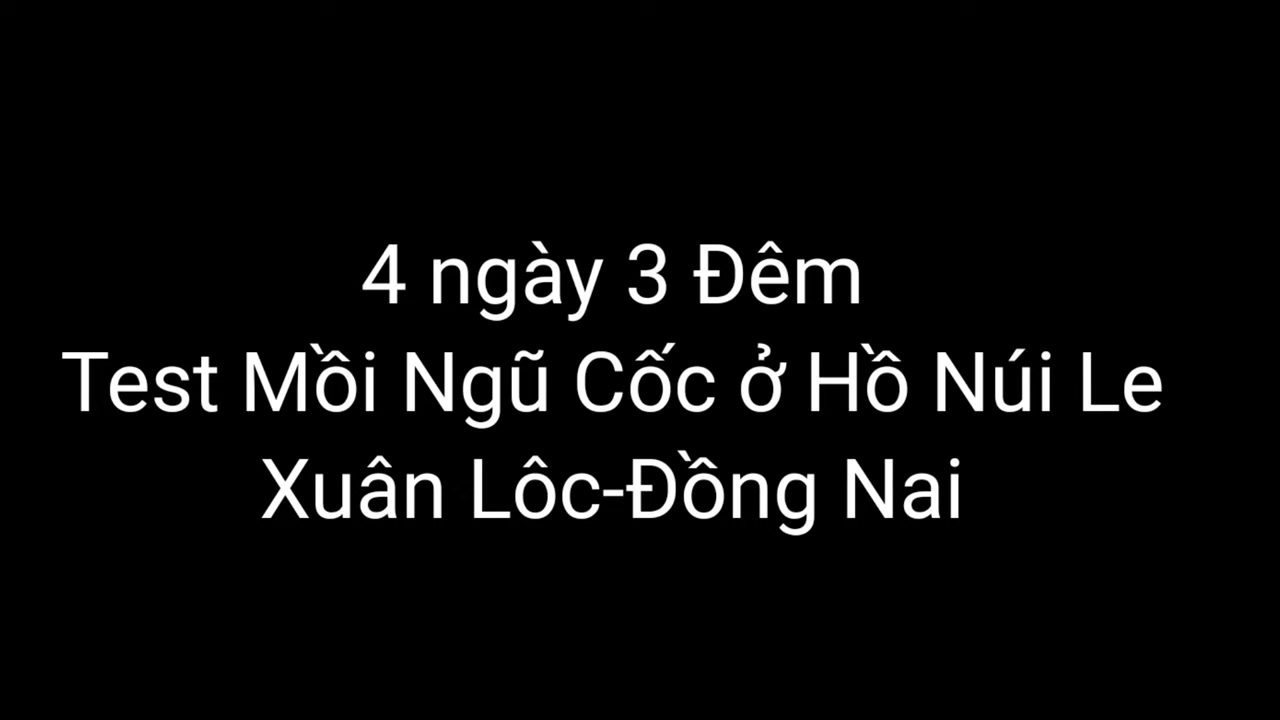 4 ngày 3 Đêm
Test Mồi Ngũ Cốc ở Hồ Núi Le
Xuân Lôc-Đồng Nai